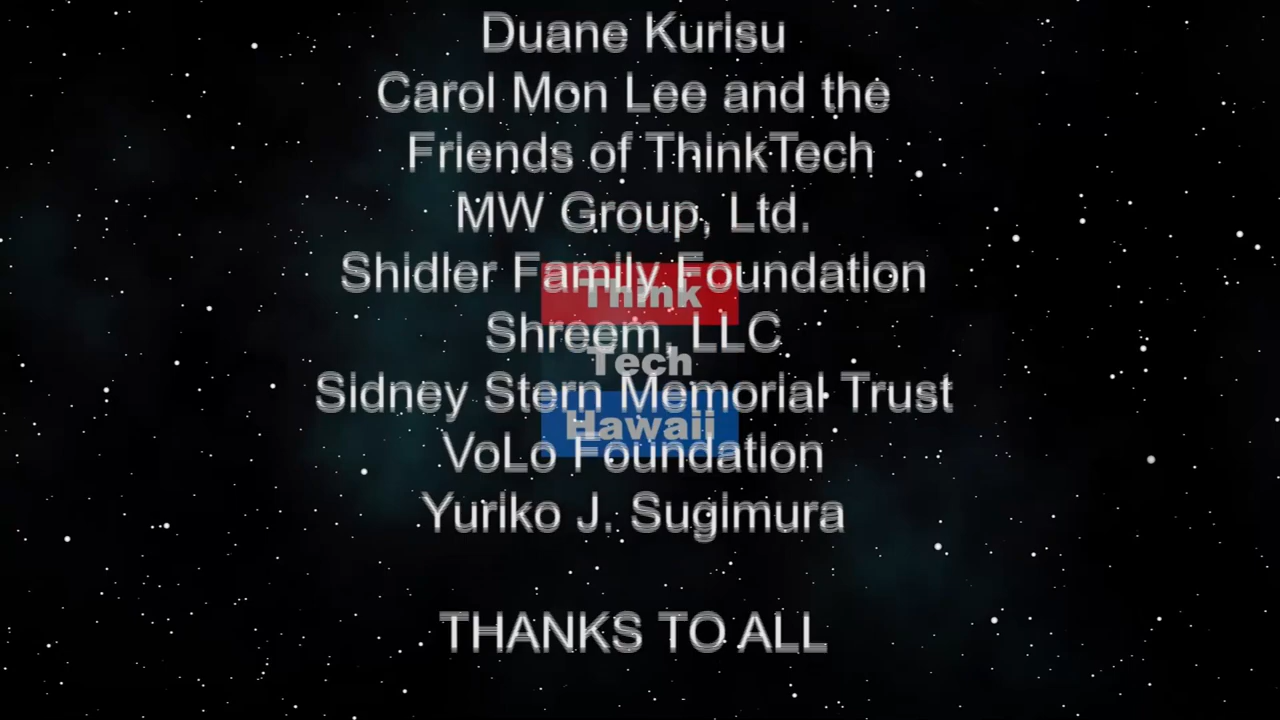 Duane Kurisu
Carol Mon Lee and the
Friends of ThinkTech
MW Group, Ltd.
Shidler Family Foundation
Think
Shreem, LLC
Tech
Sidney Stern Memorial Trust
Hawaii
VoLo Foundation
Yuriko J. Sugimura
THANKS TO ALL